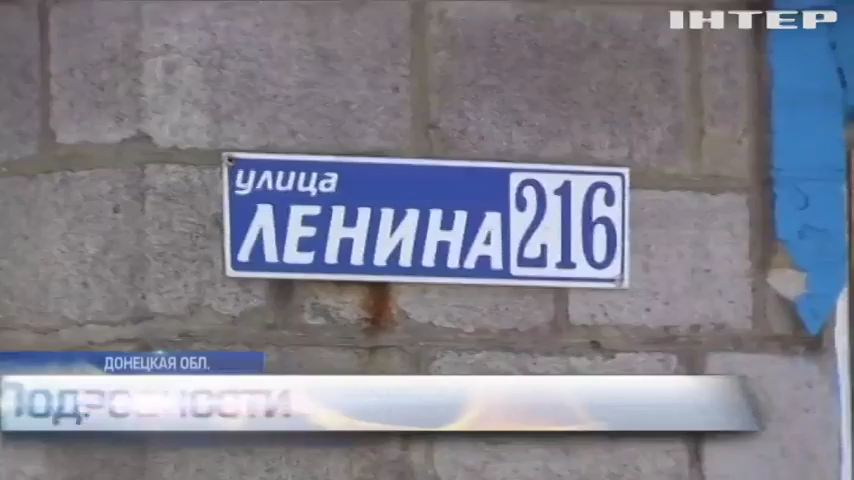 ІНТЕР
улица
ЛЕНИНА 216
ДОНЕЦКАЯ ОБЛ.
Подробности